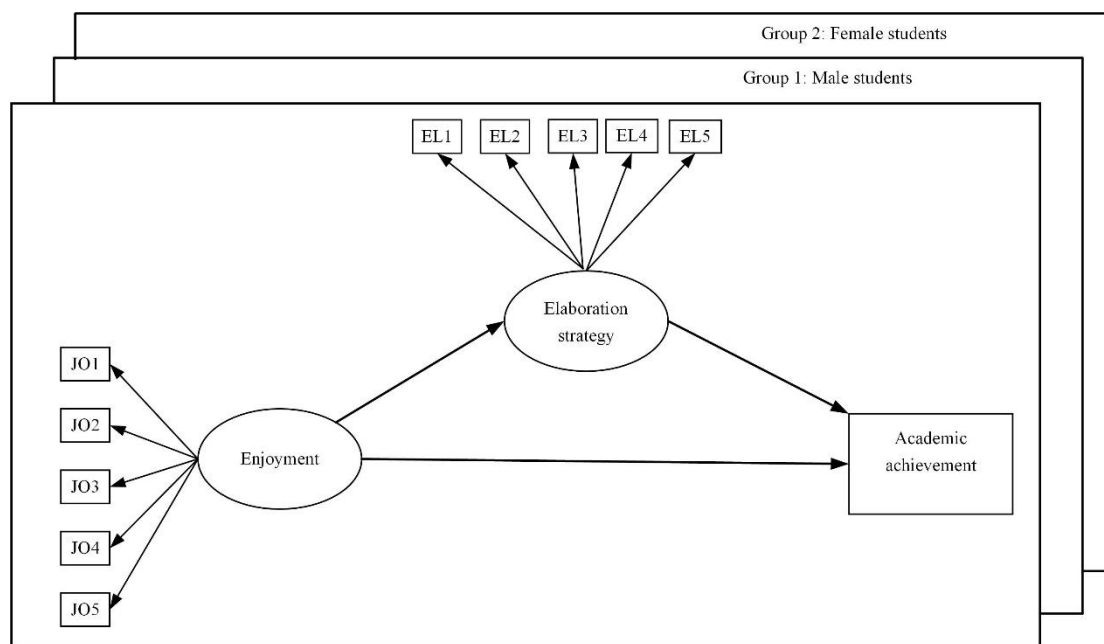 Group 2: Female students
Group 1: Male students
EL1 EL2 EL3 EL4 EL5
Elaboration
strategy
JO1
JO2
JO3
JO4
JO5
Enjoyment
Academic
achievement